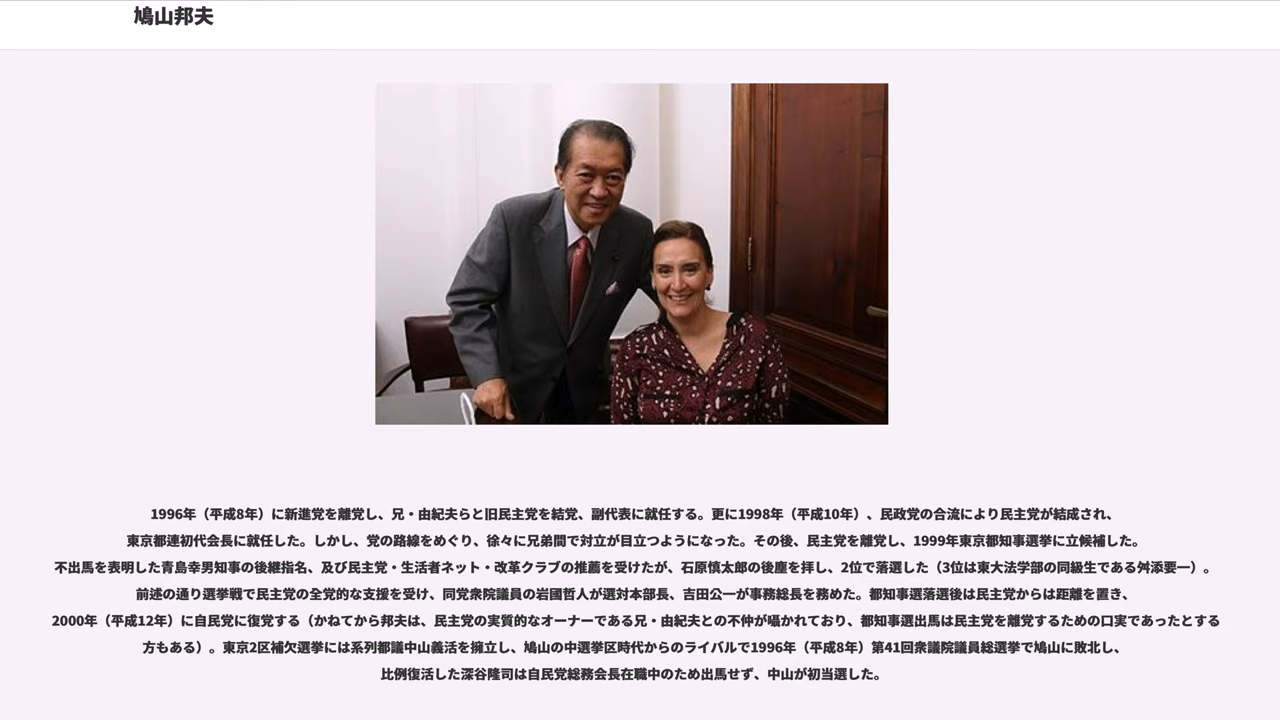 鳩山邦夫
1996年（平成8年）に新進党を離党し、兄・由紀夫らと旧民主党を結党、副代表に就任する。更に1998年（平成10年）、民政党の合流により民主党が結成され、
東京都連初代会長に就任した。しかし、党の路線をめぐり、徐々に兄弟間で対立が目立つようになった。その後、民主党を離党し、1999年東京都知事選挙に立候補した。
不出馬を表明した青島幸男知事の後継指名、及び民主党・生活者ネット・改革クラブの推薦を受けたが、石原慎太郎の後塵を拝し、2位で落選した（3位は東大法学部の同級生である舛添要一）。
前述の通り選挙戦で民主党の全党的な支援を受け、同党衆院議員の岩國哲人が選対本部長、吉田公一が事務総長を務めた。都知事選落選後は民主党からは距離を置き、
2000年（平成12年）に自民党に復党する（かねてから邦夫は、民主党の実質的なオーナーである兄・由紀夫との不仲が囁かれており、都知事選出馬は民主党を離党するための口実であったとする
方もある）。東京2区補欠選挙には系列都議中山義活を擁立し、鳩山の中選挙区時代からのライバルで1996年（平成8年）第41回衆議院議員総選挙で鳩山に敗北し、
比例復活した深谷隆司は自民党総務会長在職中のため出馬せず、中山が初当選した。